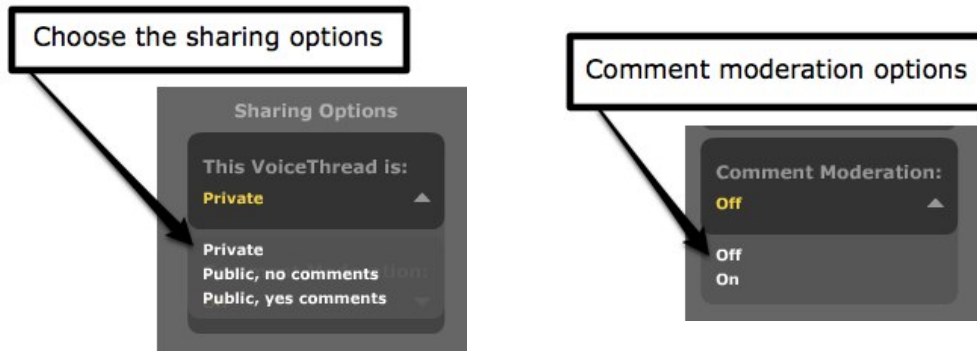 Choose the sharing options
Sharing Options
This VoiceThread is:
Private
Private
Public, no comments
Public, yes comments
Comment moderation options
Comment Moderation:
Off
Off
On